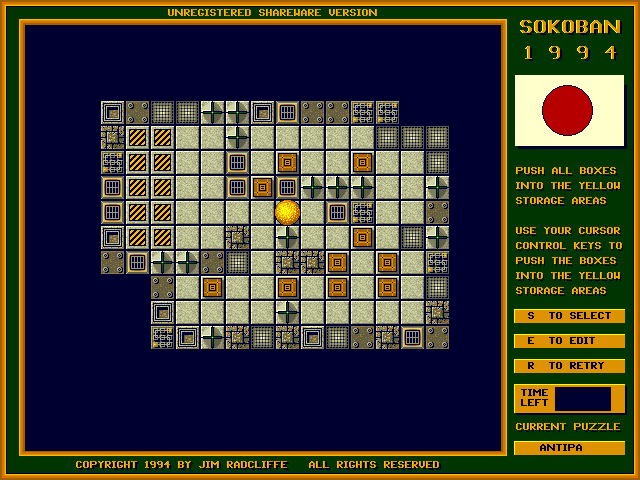 UNREGISTERED SHAREWARE VERSION
SOKOBAN
1 9 9 4
PUSH ALL BOXES
INTO THE YELLOW
STORAGE AREAS
USE YOUR CURSOR
CONTROL KEYS TO
PUSH THE BOXES
INTO THE YELLOW
STORAGE AREAS
S TO SELECT
E TO EDIT
R TO RETRY
TIME
LEFT
CURRENT PUZZLE
ANTIPA
COPYRIGHT 1994 BY JIM RADCLIFFE ALL RIGHTS RESERVED